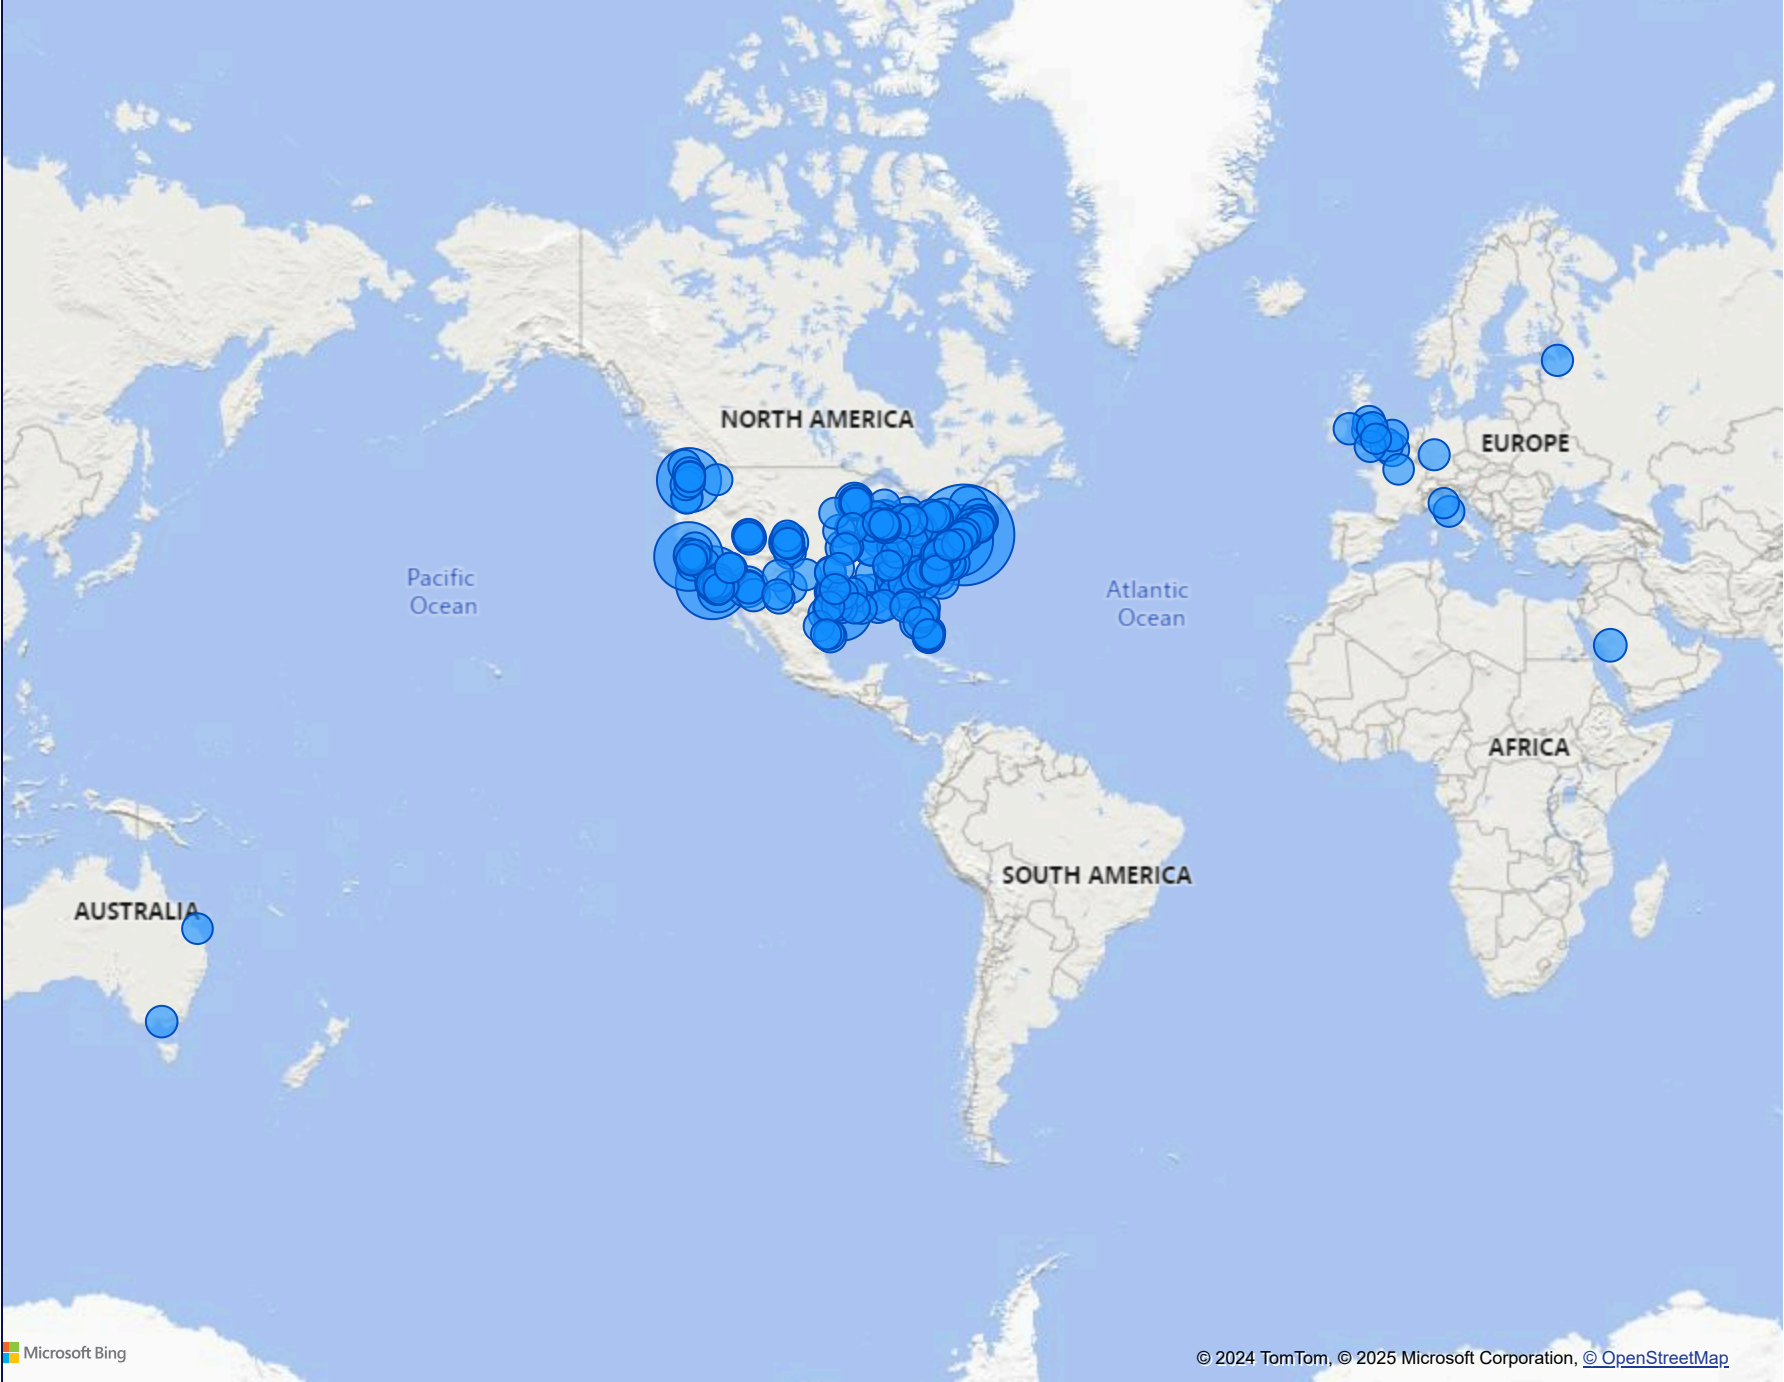 NORTH AMERICA
EUROPE
Pacific
Ocean
Atlantic
Ocean
AFRICA
SOUTH AMERICA
AUSTRALIA
Microsoft Bing
© 2024 TomTom, © 2025 Microsoft Corporation, © OpenStreetMap